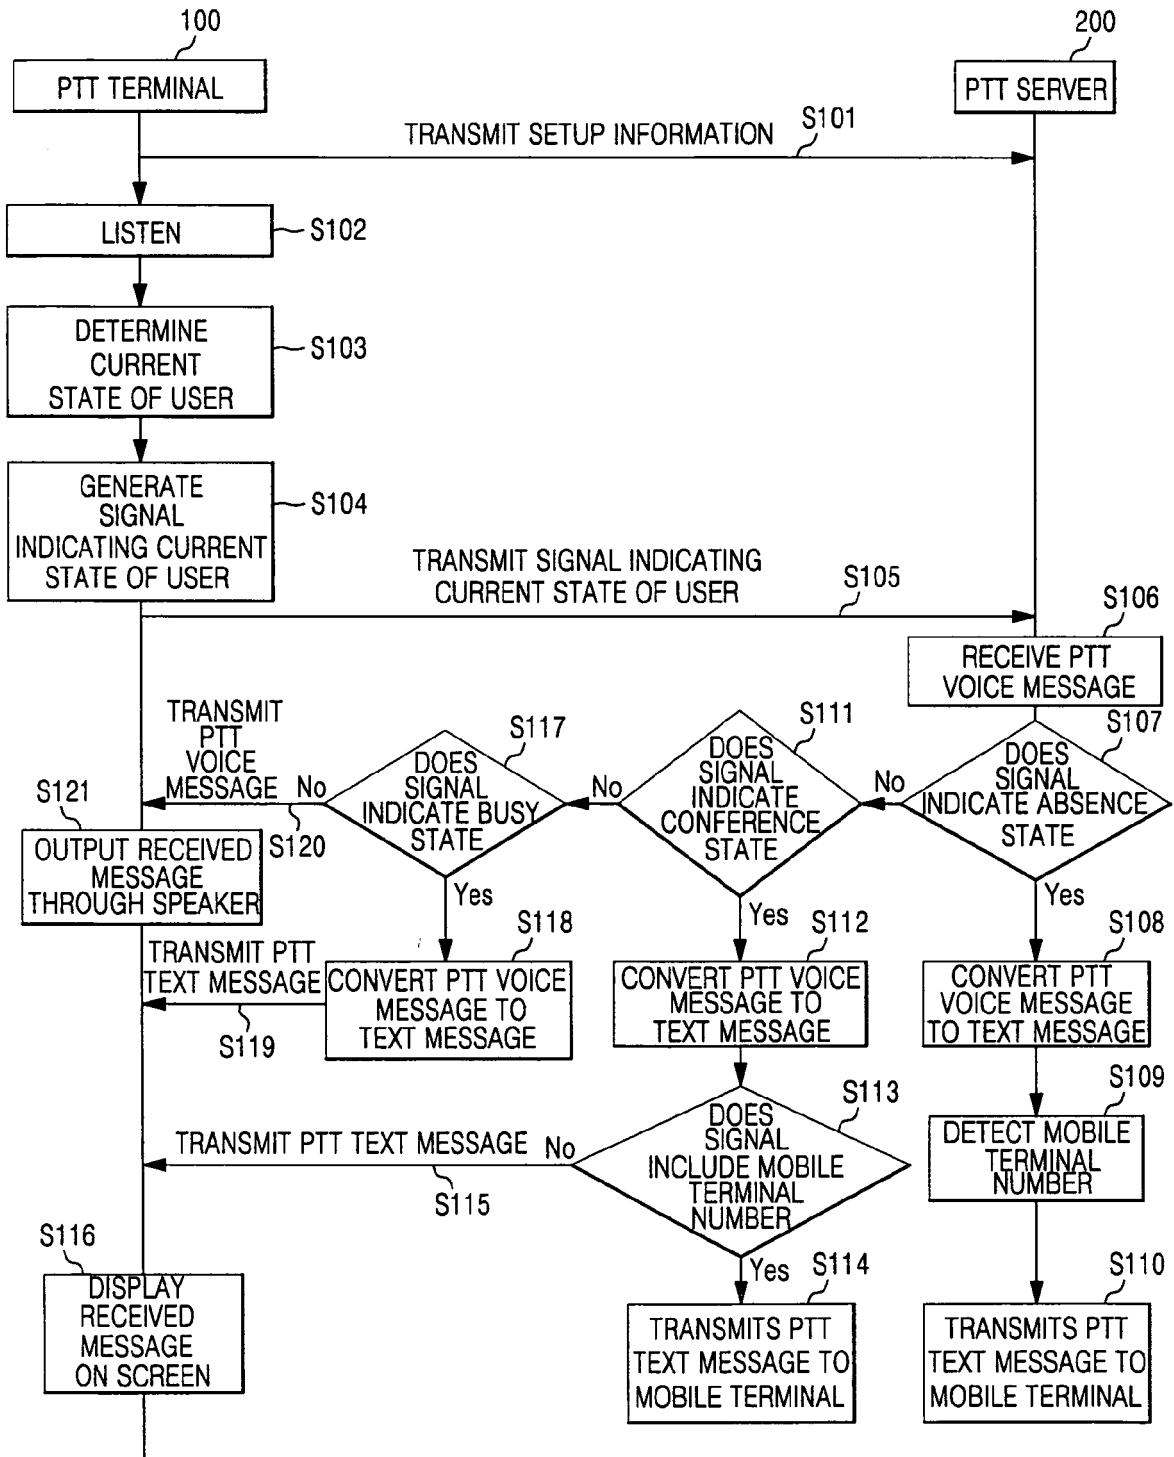 100
200
PTT TERMINAL
PTT SERVER
TRANSMIT SETUP INFORMATION
S101
LISTEN
S102
DETERMINE
CURRENT
STATE OF USER
S103
GENERATE
SIGNAL
INDICATING CURRENT
STATE OF USER
S104
TRANSMIT SIGNAL INDICATING
CURRENT STATE OF USER
S105
S106
RECEIVE PTT
VOICE MESSAGE
S107
DOES
SIGNAL
INDICATE ABSENCE
STATE
No
Yes
S111
DOES
SIGNAL
INDICATE
CONFERENCE
STATE
No
Yes
S117
DOES
SIGNAL
INDICATE BUSY
STATE
No
Yes
TRANSMIT
PTT
VOICE
MESSAGE
S120
S121
OUTPUT RECEIVED
MESSAGE
THROUGH SPEAKER
S118
CONVERT PTT VOICE
MESSAGE TO
TEXT MESSAGE
TRANSMIT PTT
TEXT MESSAGE
S119
S112
CONVERT PTT VOICE
MESSAGE TO
TEXT MESSAGE
S108
CONVERT PTT
VOICE MESSAGE
TO TEXT MESSAGE
S113
DOES
SIGNAL
INCLUDE MOBILE
TERMINAL
NUMBER
No
Yes
TRANSMIT PTT TEXT MESSAGE
S115
S109
DETECT MOBILE
TERMINAL
NUMBER
S116
DISPLAY
RECEIVED
MESSAGE
ON SCREEN
S114
TRANSMITS PTT
TEXT MESSAGE TO
MOBILE TERMINAL
S110
TRANSMITS PTT
TEXT MESSAGE TO
MOBILE TERMINAL